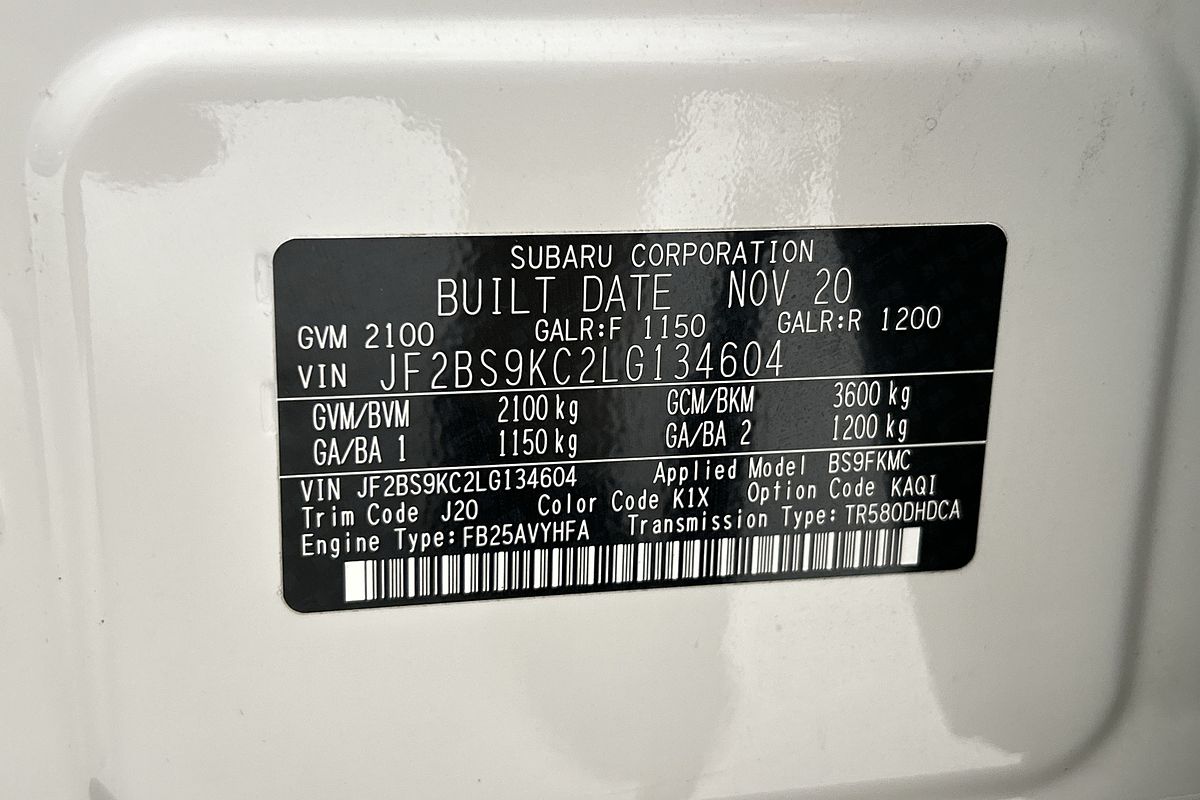 SUBARU CORPORATION
BUILT DATE NOV 20
GVM 2100 GALR:F 1150 GALR:R 1200
VIN JF2BS9KC2LG134604
GVM/BVM 2100 kg GCM/BKM 3600 kg
GA/BA 1 1150 kg GA/BA 2 1200 kg
VIN JF2BS9KC2LG134604 Applied Model BS9FKMC
Trim Code J20 Color Code K1X Option Code KAQI
Engine Type:FB25AVYHFA Transmission Type:TR580DHDCA